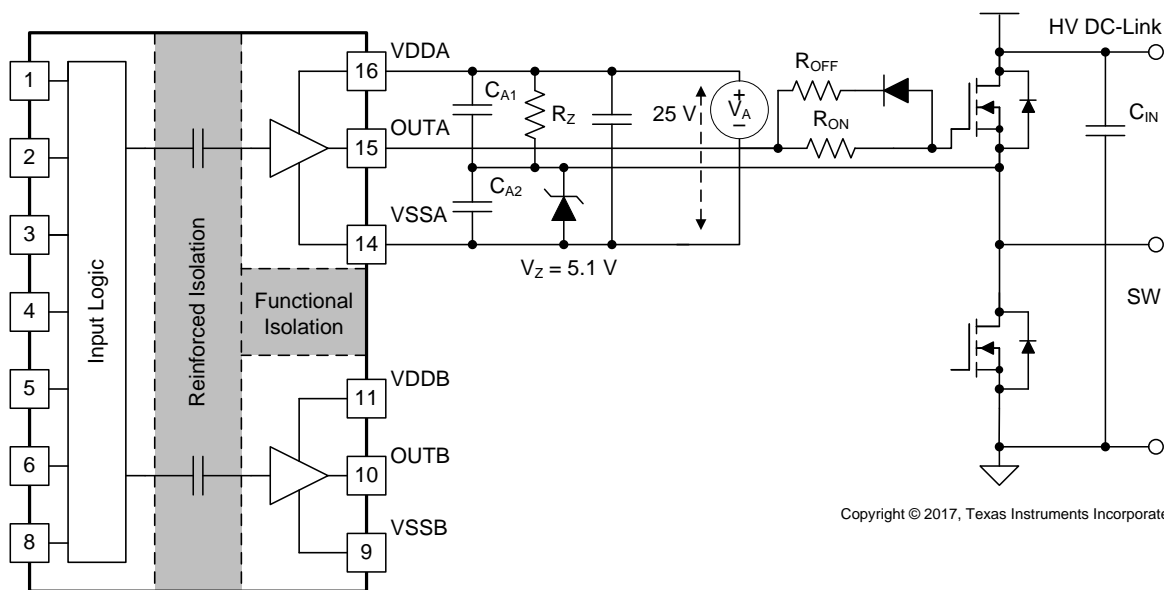 1
2
3
4
5
6
8
Input Logic
Reinforced Isolation
Functional
Isolation
VDDA
16
OUTA
15
VSSA
14
VDDB
11
OUTB
10
VSSB
9
CA1
RZ
CA2
25 V
+
VA
−
VZ = 5.1 V
ROFF
RON
HV DC-Link
CIN
SW
Copyright © 2017, Texas Instruments Incorporate